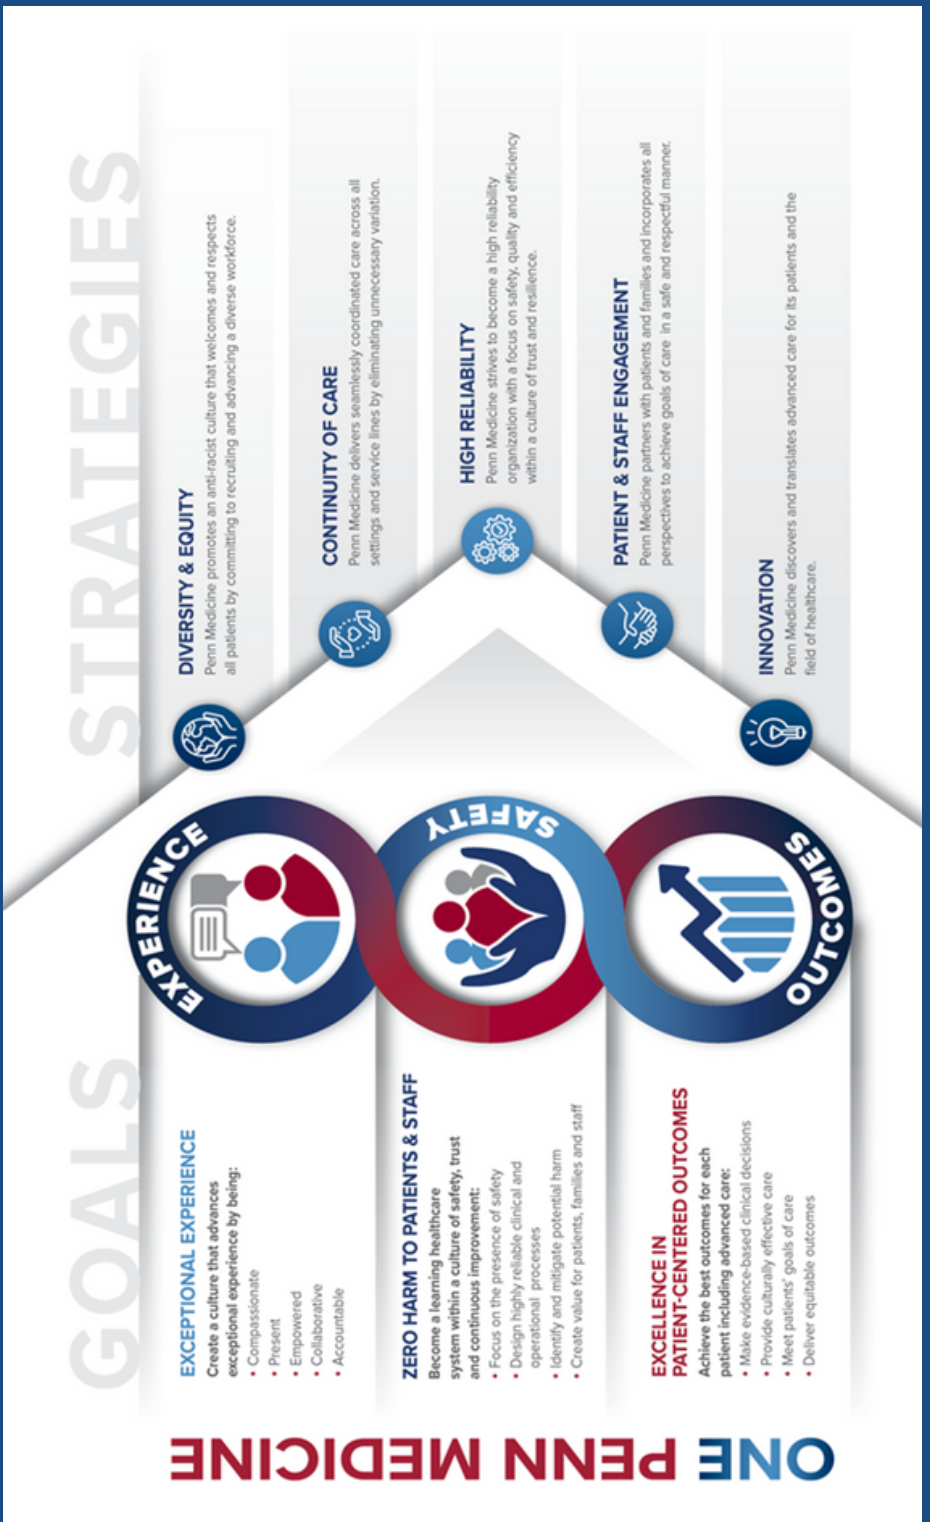 ONE PENN MEDICINE
GOALS
EXCEPTIONAL EXPERIENCE
Create a culture that advances
exceptional experience by being:
• Compassionate
• Present
• Empowered
• Collaborative
• Accountable
ZERO HARM TO PATIENTS & STAFF
Become a learning healthcare
system within a culture of safety, trust
and continuous improvement:
• Focus on the presence of safety
• Design highly reliable clinical and
operational processes
• Identify and mitigate potential harm
• Create value for patients, families and staff
EXCELLENCE IN
PATIENT-CENTERED OUTCOMES
Achieve the best outcomes for each
patient including advanced care:
• Make evidence-based clinical decisions
• Provide culturally effective care
• Meet patients' goals of care
• Deliver equitable outcomes
EXPERIENCE
SAFETY
OUTCOMES
STRATEGIES
DIVERSITY & EQUITY
Penn Medicine promotes an anti-racist culture that welcomes and respects
all patients by committing to recruiting and advancing a diverse workforce.
CONTINUITY OF CARE
Penn Medicine delivers seamlessly coordinated care across all
settings and service lines by eliminating unnecessary variation.
HIGH RELIABILITY
Penn Medicine strives to become a high reliability
organization with a focus on safety, quality and efficiency
within a culture of trust and resilience.
PATIENT & STAFF ENGAGEMENT
Penn Medicine partners with patients and families and incorporates all
perspectives to achieve goals of care in a safe and respectful manner.
INNOVATION
Penn Medicine discovers and translates advanced care for its patients and the
field of healthcare.